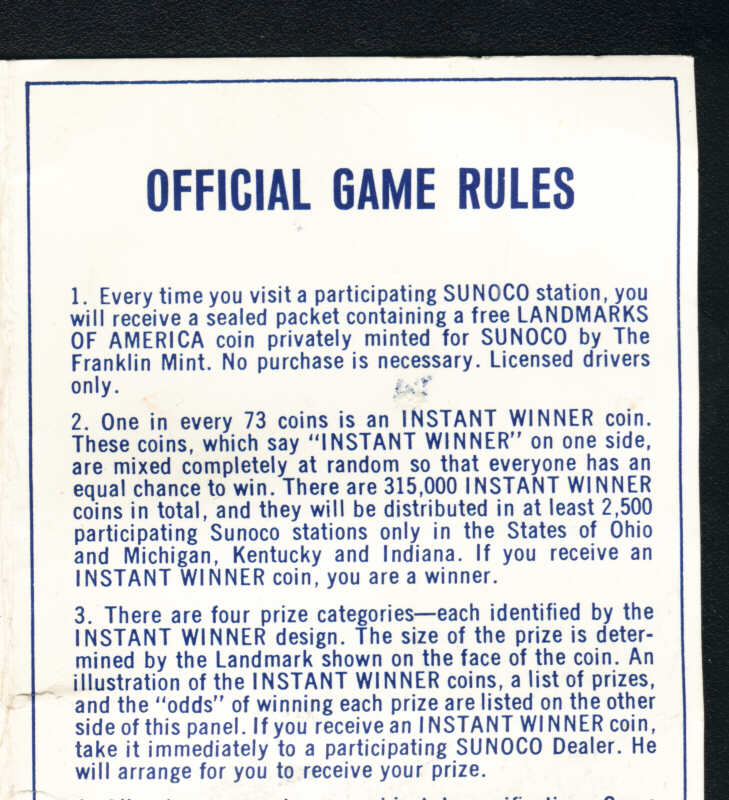 OFFICIAL GAME RULES
1. Every time you visit a participating SUNOCO station, you
will receive a sealed packet containing a free LANDMARKS
OF AMERICA coin privately minted for SUNOCO by The
Franklin Mint. No purchase is necessary. Licensed drivers
only.
2. One in every 73 coins is an INSTANT WINNER coin.
These coins, which say "INSTANT WINNER" on one side,
are mixed completely at random so that everyone has an
equal chance to win. There are 315,000 INSTANT WINNER
coins in total, and they will be distributed in at least 2,500
participating Sunoco stations only in the States of Ohio
and Michigan, Kentucky and Indiana. If you receive an
INSTANT WINNER coin, you are a winner.
3. There are four prize categories—each identified by the
INSTANT WINNER design. The size of the prize is deter-
mined by the Landmark shown on the face of the coin. An
illustration of the INSTANT WINNER coins, a list of prizes,
and the "odds" of winning each prize are listed on the other
side of this panel. If you receive an INSTANT WINNER coin,
take it immediately to a participating SUNOCO Dealer. He
will arrange for you to receive your prize.